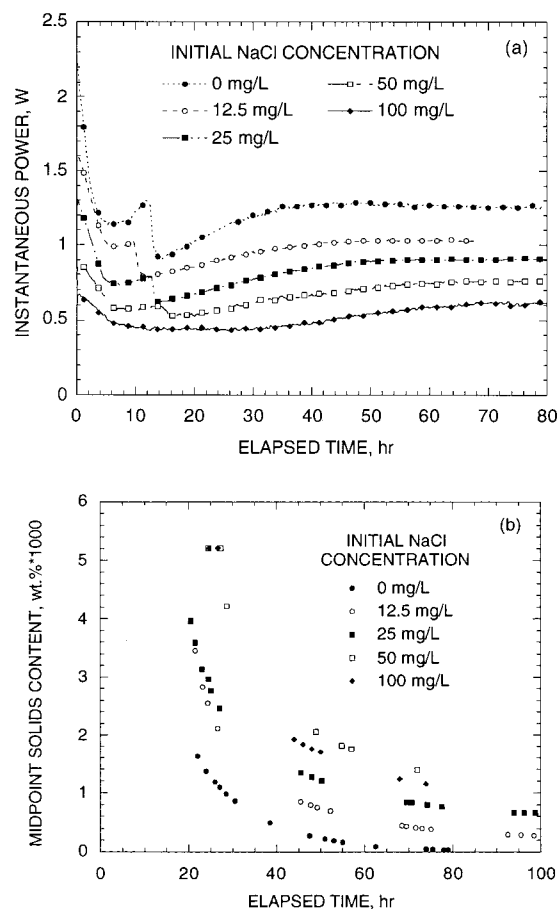 2.5
(a)
INITIAL NaCl CONCENTRATION
0 mg/L
50 mg/L
12.5 mg/L
100 mg/L
25 mg/L
2
1.5
1
0.5
0
INSTANTANEOUS POWER, W
0 10 20 30 40 50 60 70 80
ELAPSED TIME, hr
6
(b)
INITIAL NaCl
CONCENTRATION
0 mg/L
12.5 mg/L
25 mg/L
50 mg/L
100 mg/L
5
4
3
2
1
0
MIDPOINT SOLIDS CONTENT, wt.%*1000
0 20 40 60 80 100
ELAPSED TIME, hr